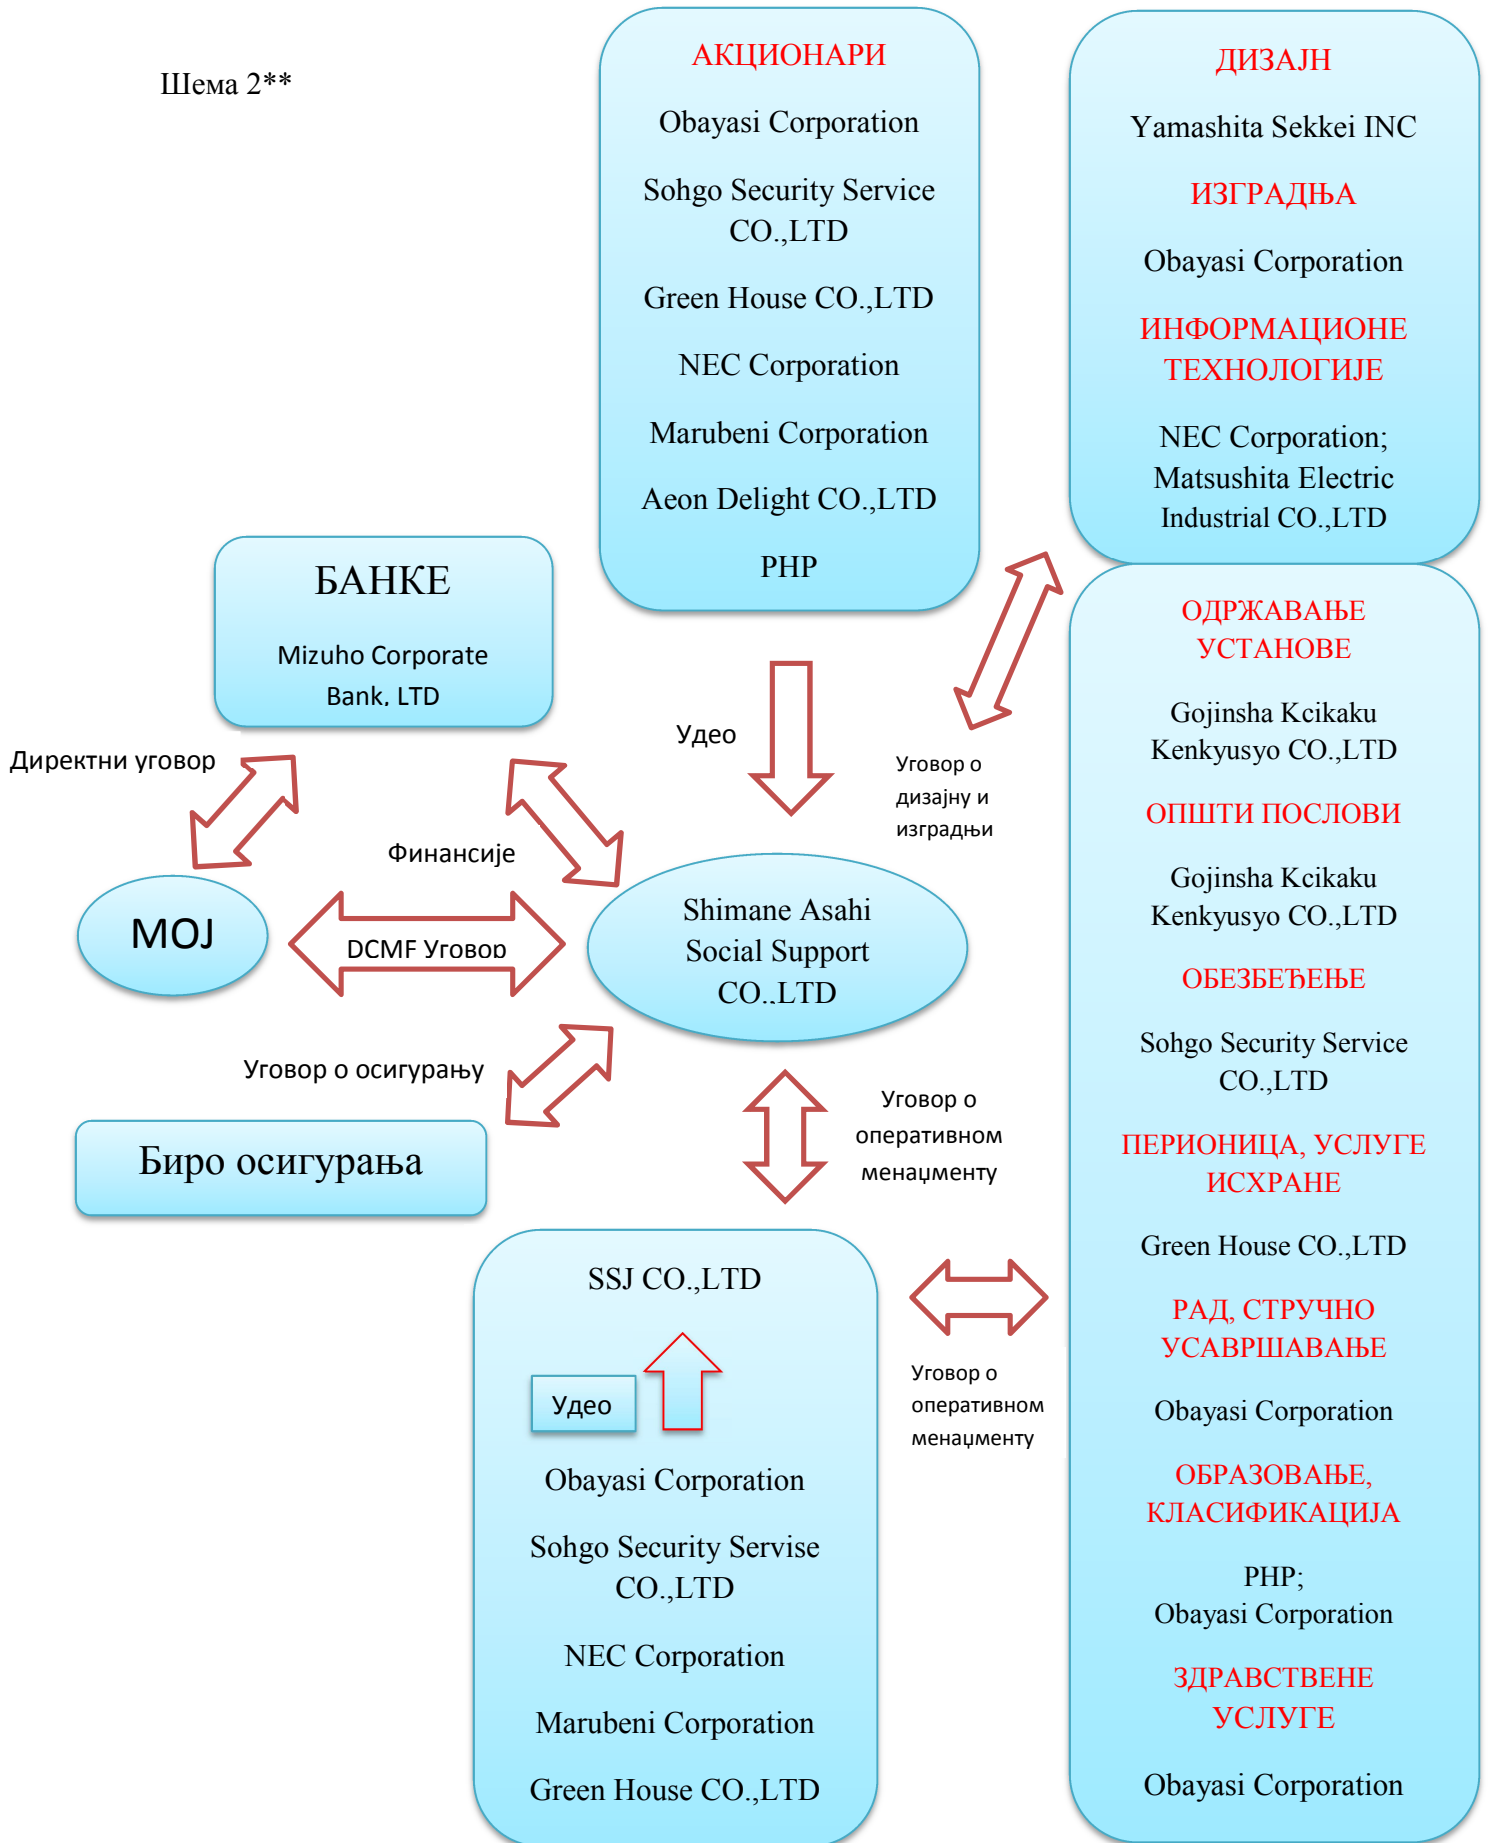 Шема 2**
АКЦИОНАРИ
Obayasi Corporation
Sohgo Security Service
CO.,LTD
Green House CO.,LTD
NEC Corporation
Marubeni Corporation
Aeon Delight CO.,LTD
PHP
ДИЗАЈН
Yamashita Sekkei INC
ИЗГРАДЊА
Obayasi Corporation
ИНФОРМАЦИОНЕ
ТЕХНОЛОГИЈЕ
NEC Corporation;
Matsushita Electric
Industrial CO.,LTD
БАНКЕ
Mizuho Corporate
Bank, LTD
Директни уговор
Финансије
Удео
Уговор о
дизајну и
изградњи
МОЈ
DCMF Уговор
Shimane Asahi
Social Support
CO.,LTD
Уговор о осигурању
Биро осигурања
Уговор о
оперативном
менаџменту
SSJ CO.,LTD
Удео
Obayasi Corporation
Sohgo Security Servise
CO.,LTD
NEC Corporation
Marubeni Corporation
Green House CO.,LTD
Уговор о
оперативном
менаџменту
ОДРЖАВАЊЕ
УСТАНОВЕ
Gojinsha Kcikaku
Kenkyusyo CO.,LTD
ОПШТИ ПОСЛОВИ
Gojinsha Kcikaku
Kenkyusyo CO.,LTD
ОБЕЗБЕЂЕЊЕ
Sohgo Security Service
CO.,LTD
ПЕРИОНИЦА, УСЛУГЕ
ИСХРАНЕ
Green House CO.,LTD
РАД, СТРУЧНО
УСАВРШАВАЊЕ
Obayasi Corporation
ОБРАЗОВАЊЕ,
КЛАСИФИКАЦИЈА
PHP;
Obayasi Corporation
ЗДРАВСТВЕНЕ
УСЛУГЕ
Obayasi Corporation